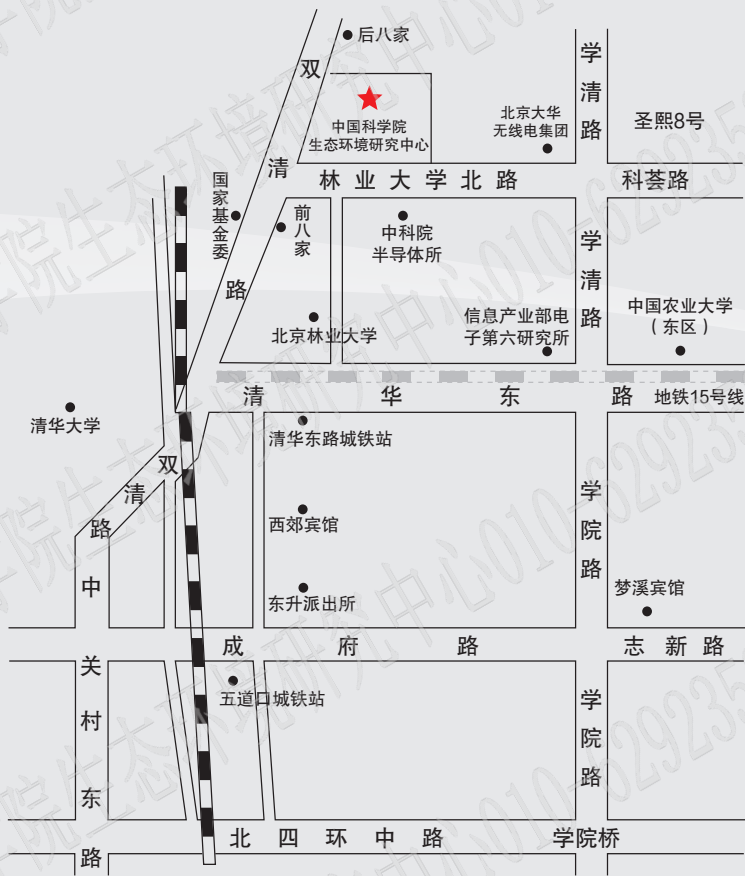 后八家
双清路
中国科学院
生态环境研究中心
北京大华
无线电集团
学清路
圣熙8号
林业大学北路
科荟路
国家基金委
前八家
中科院
半导体所
学清路
北京林业大学
信息产业部电
子第六研究所
中国农业大学
（东区）
清华东路
地铁15号线
清华大学
清华东路城铁站
双清路
西郊宾馆
学院路
东升派出所
梦溪宾馆
中关村东路
成府路
志新路
五道口城铁站
学院路
北四环中路
学院桥